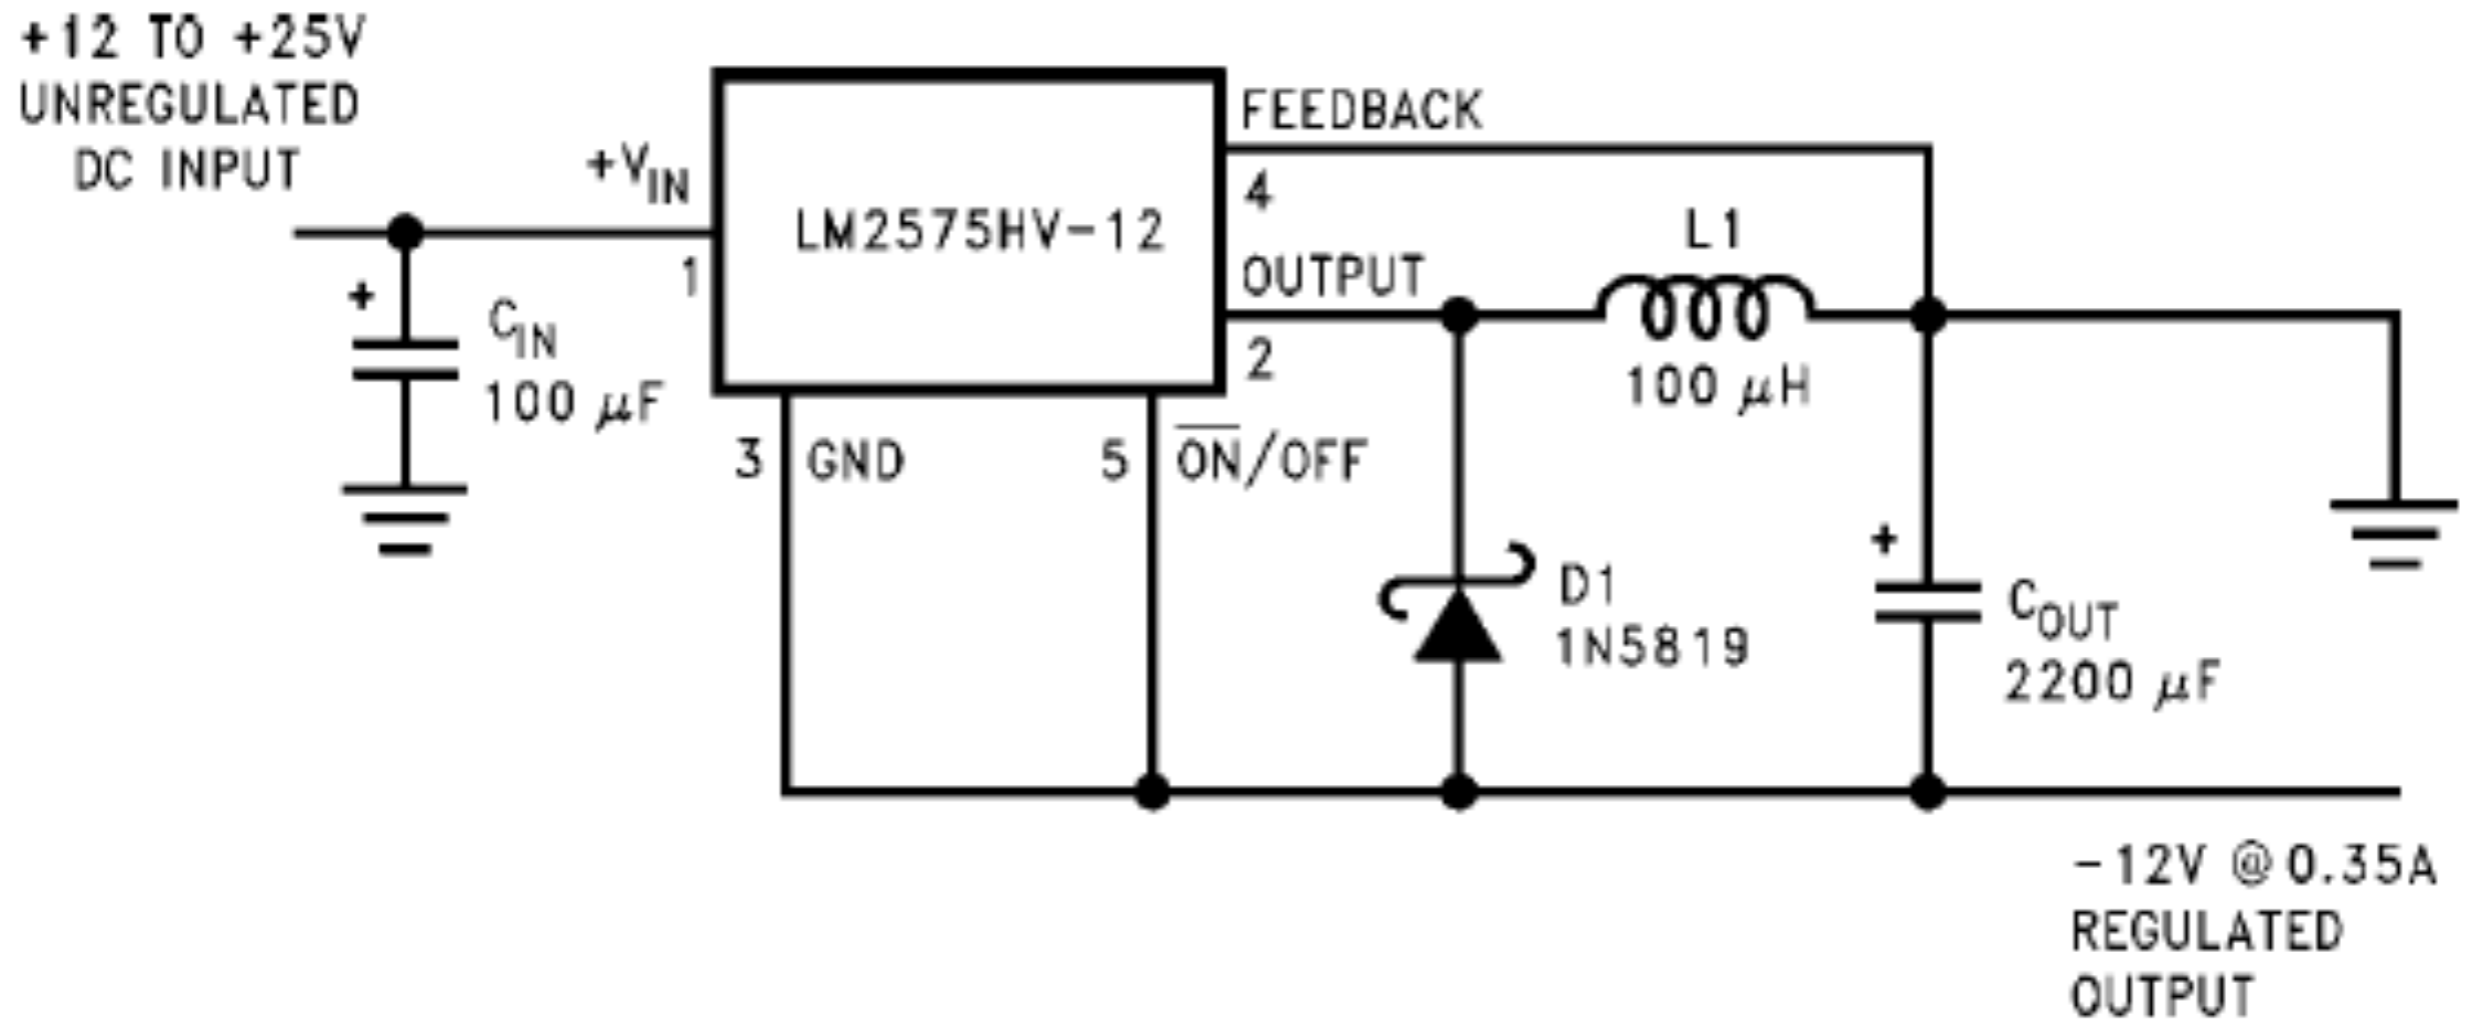 +12 TO +25V
UNREGULATED
DC INPUT
+VIN
1
+
CIN
100 μF
LM2575HV-12
FEEDBACK
4
OUTPUT
2
L1
100 μH
3 GND
5 ON/OFF
D1
1N5819
+
COUT
2200 μF
-12V @ 0.35A
REGULATED
OUTPUT